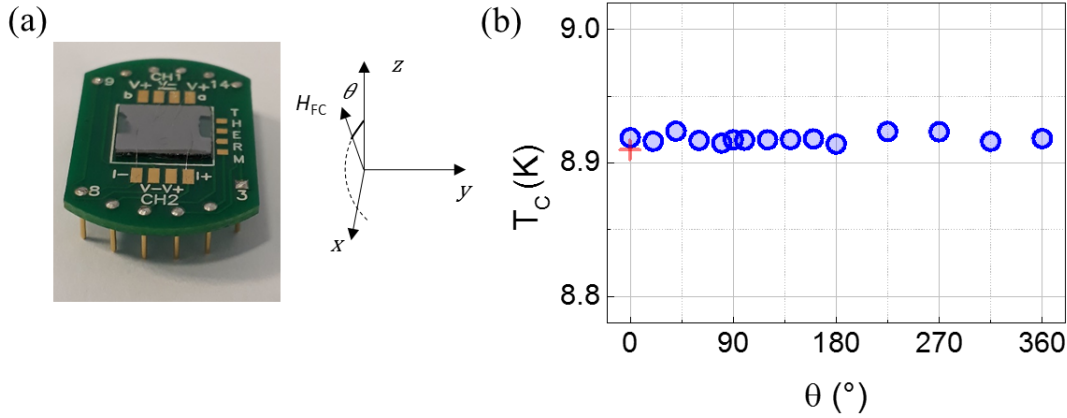 (a)
9 CH1 14
V+ V- V+
b a
THERM
I- V-V+ I+
8 CH2 3
z
θ
H_FC
y
x
(b)
9.0
8.9
8.8
T_C (K)
0 90 180 270 360
θ (°)